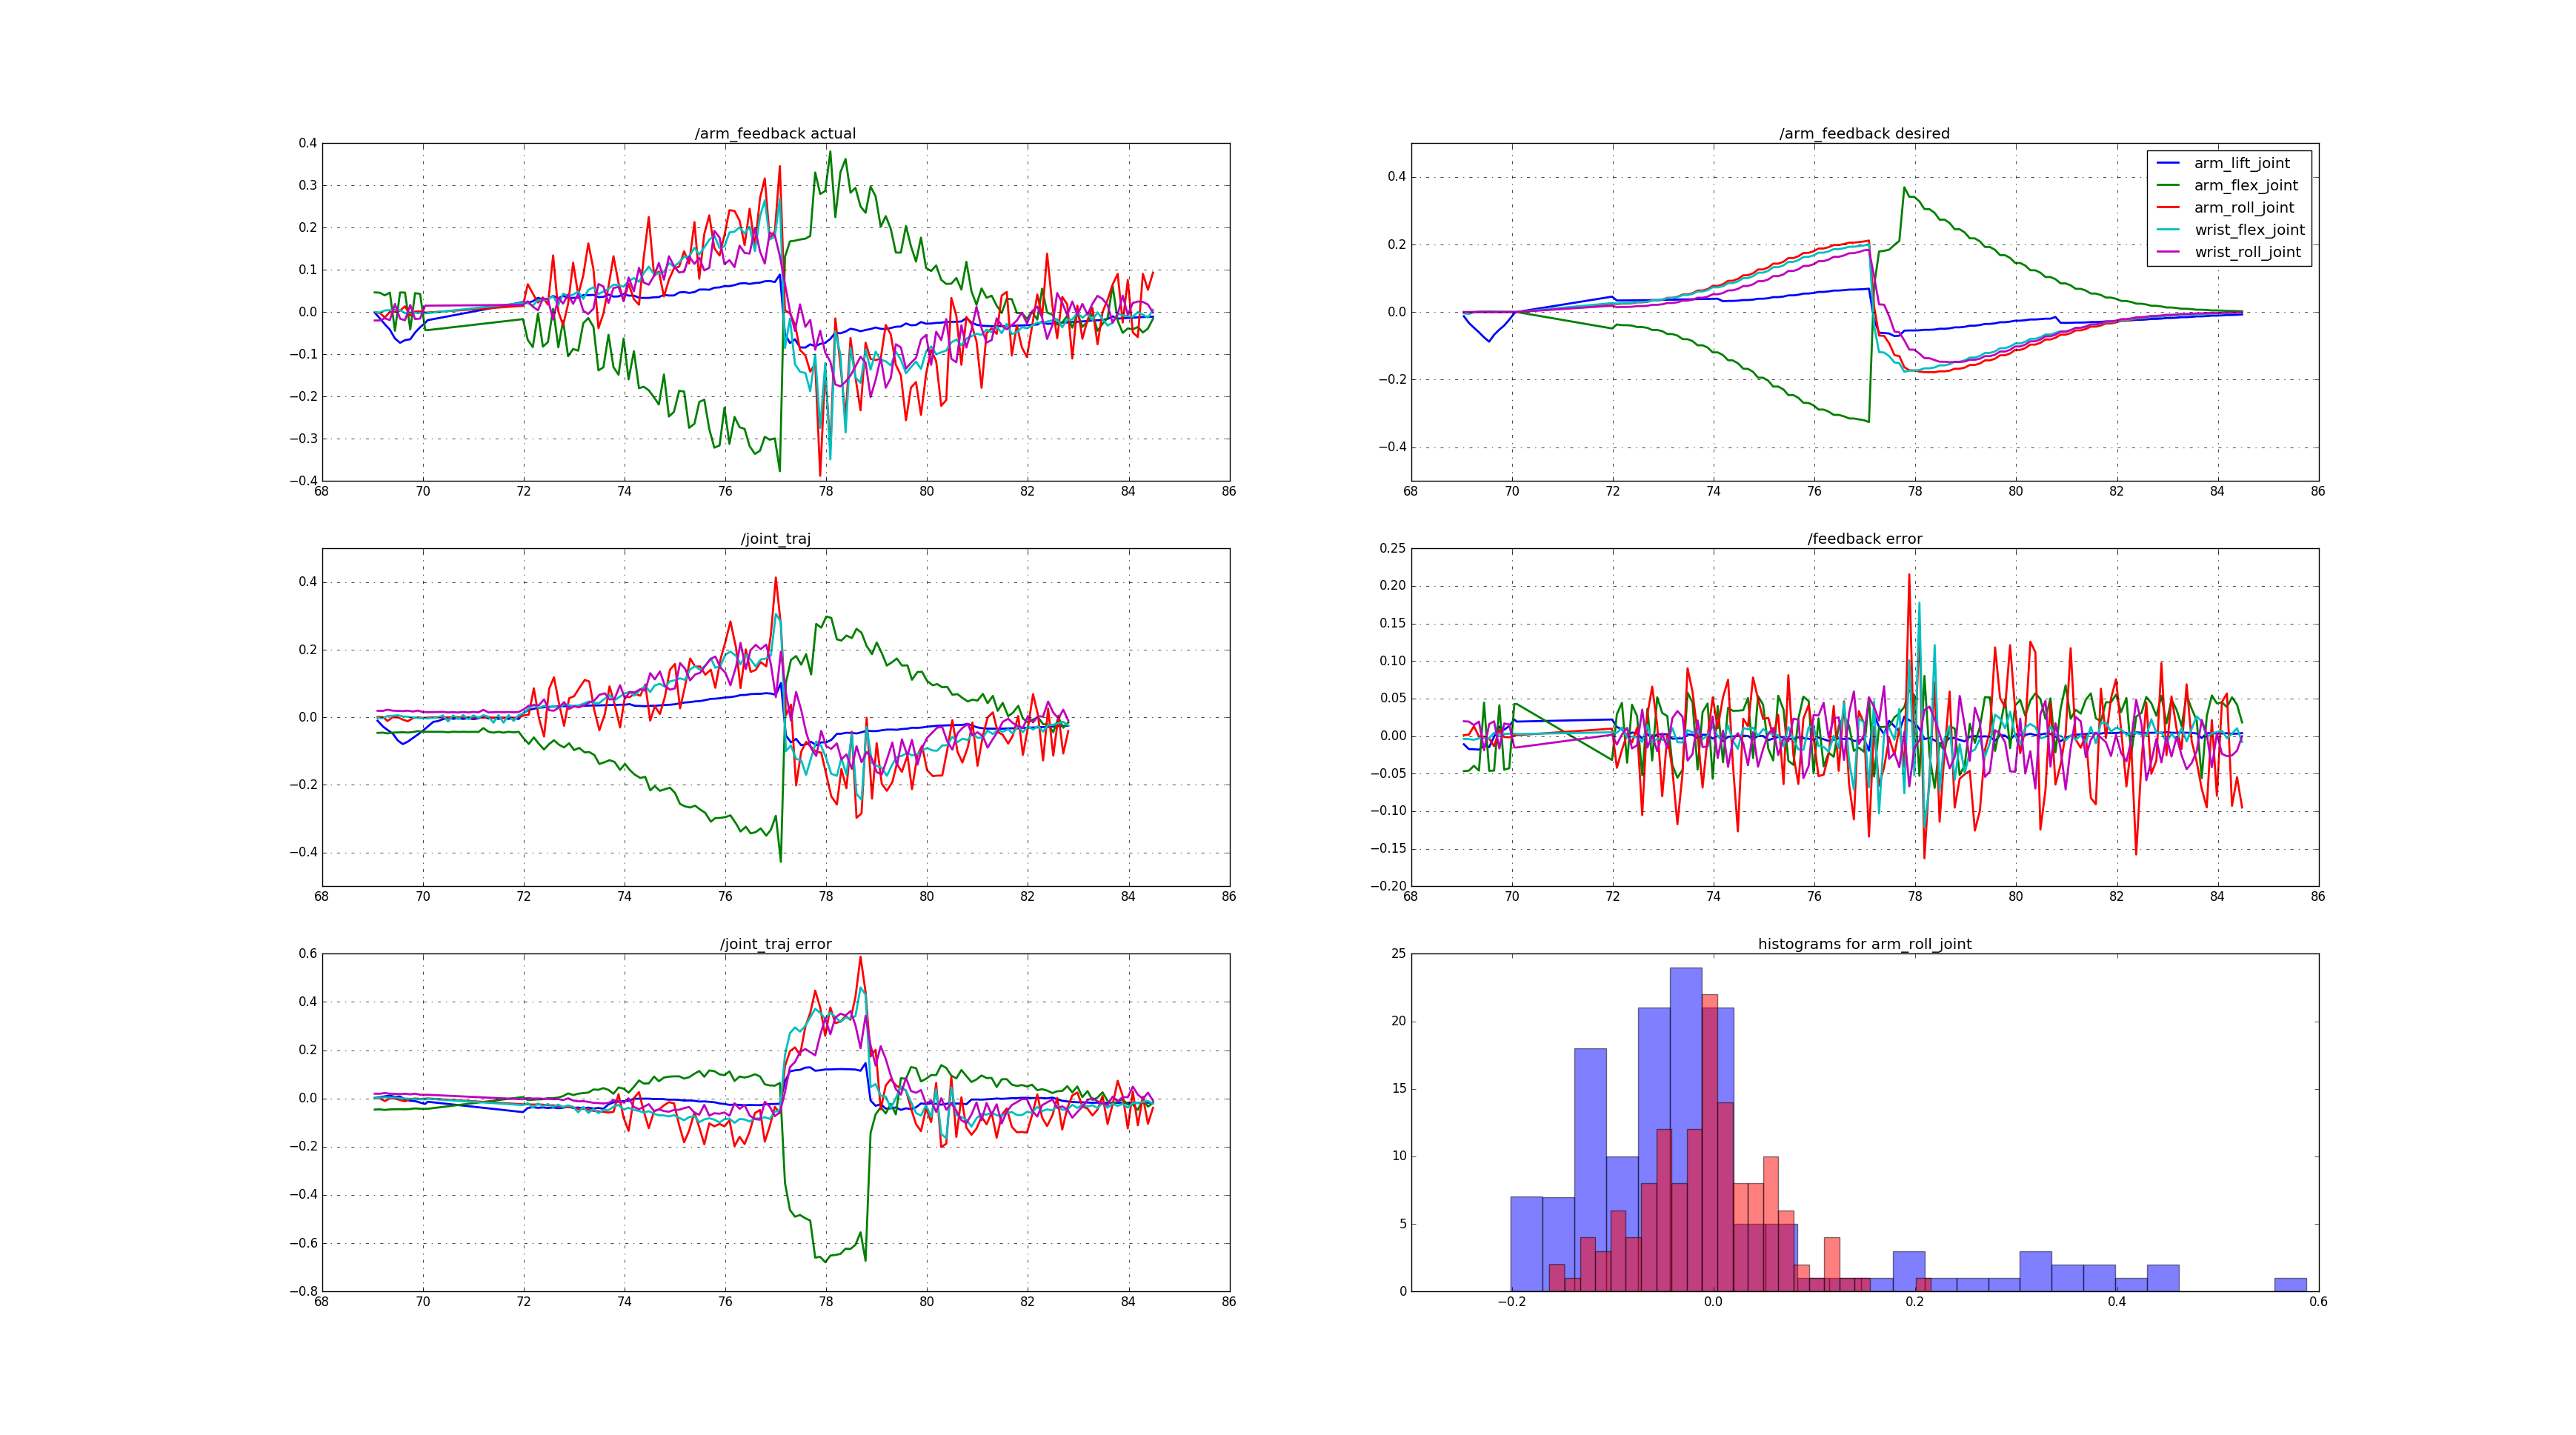 /arm_feedback actual
0.4
0.3
0.2
0.1
0.0
−0.1
−0.2
−0.3
−0.4
68 70 72 74 76 78 80 82 84 86
/arm_feedback desired
0.4
0.2
0.0
−0.2
−0.4
68 70 72 74 76 78 80 82 84 86
arm_lift_joint
arm_flex_joint
arm_roll_joint
wrist_flex_joint
wrist_roll_joint
/joint_traj
0.4
0.2
0.0
−0.2
−0.4
68 70 72 74 76 78 80 82 84 86
/feedback error
0.25
0.20
0.15
0.10
0.05
0.00
−0.05
−0.10
−0.15
−0.20
68 70 72 74 76 78 80 82 84 86
/joint_traj error
0.6
0.4
0.2
0.0
−0.2
−0.4
−0.6
−0.8
68 70 72 74 76 78 80 82 84 86
histograms for arm_roll_joint
25
20
15
10
5
0
−0.2 0.0 0.2 0.4 0.6